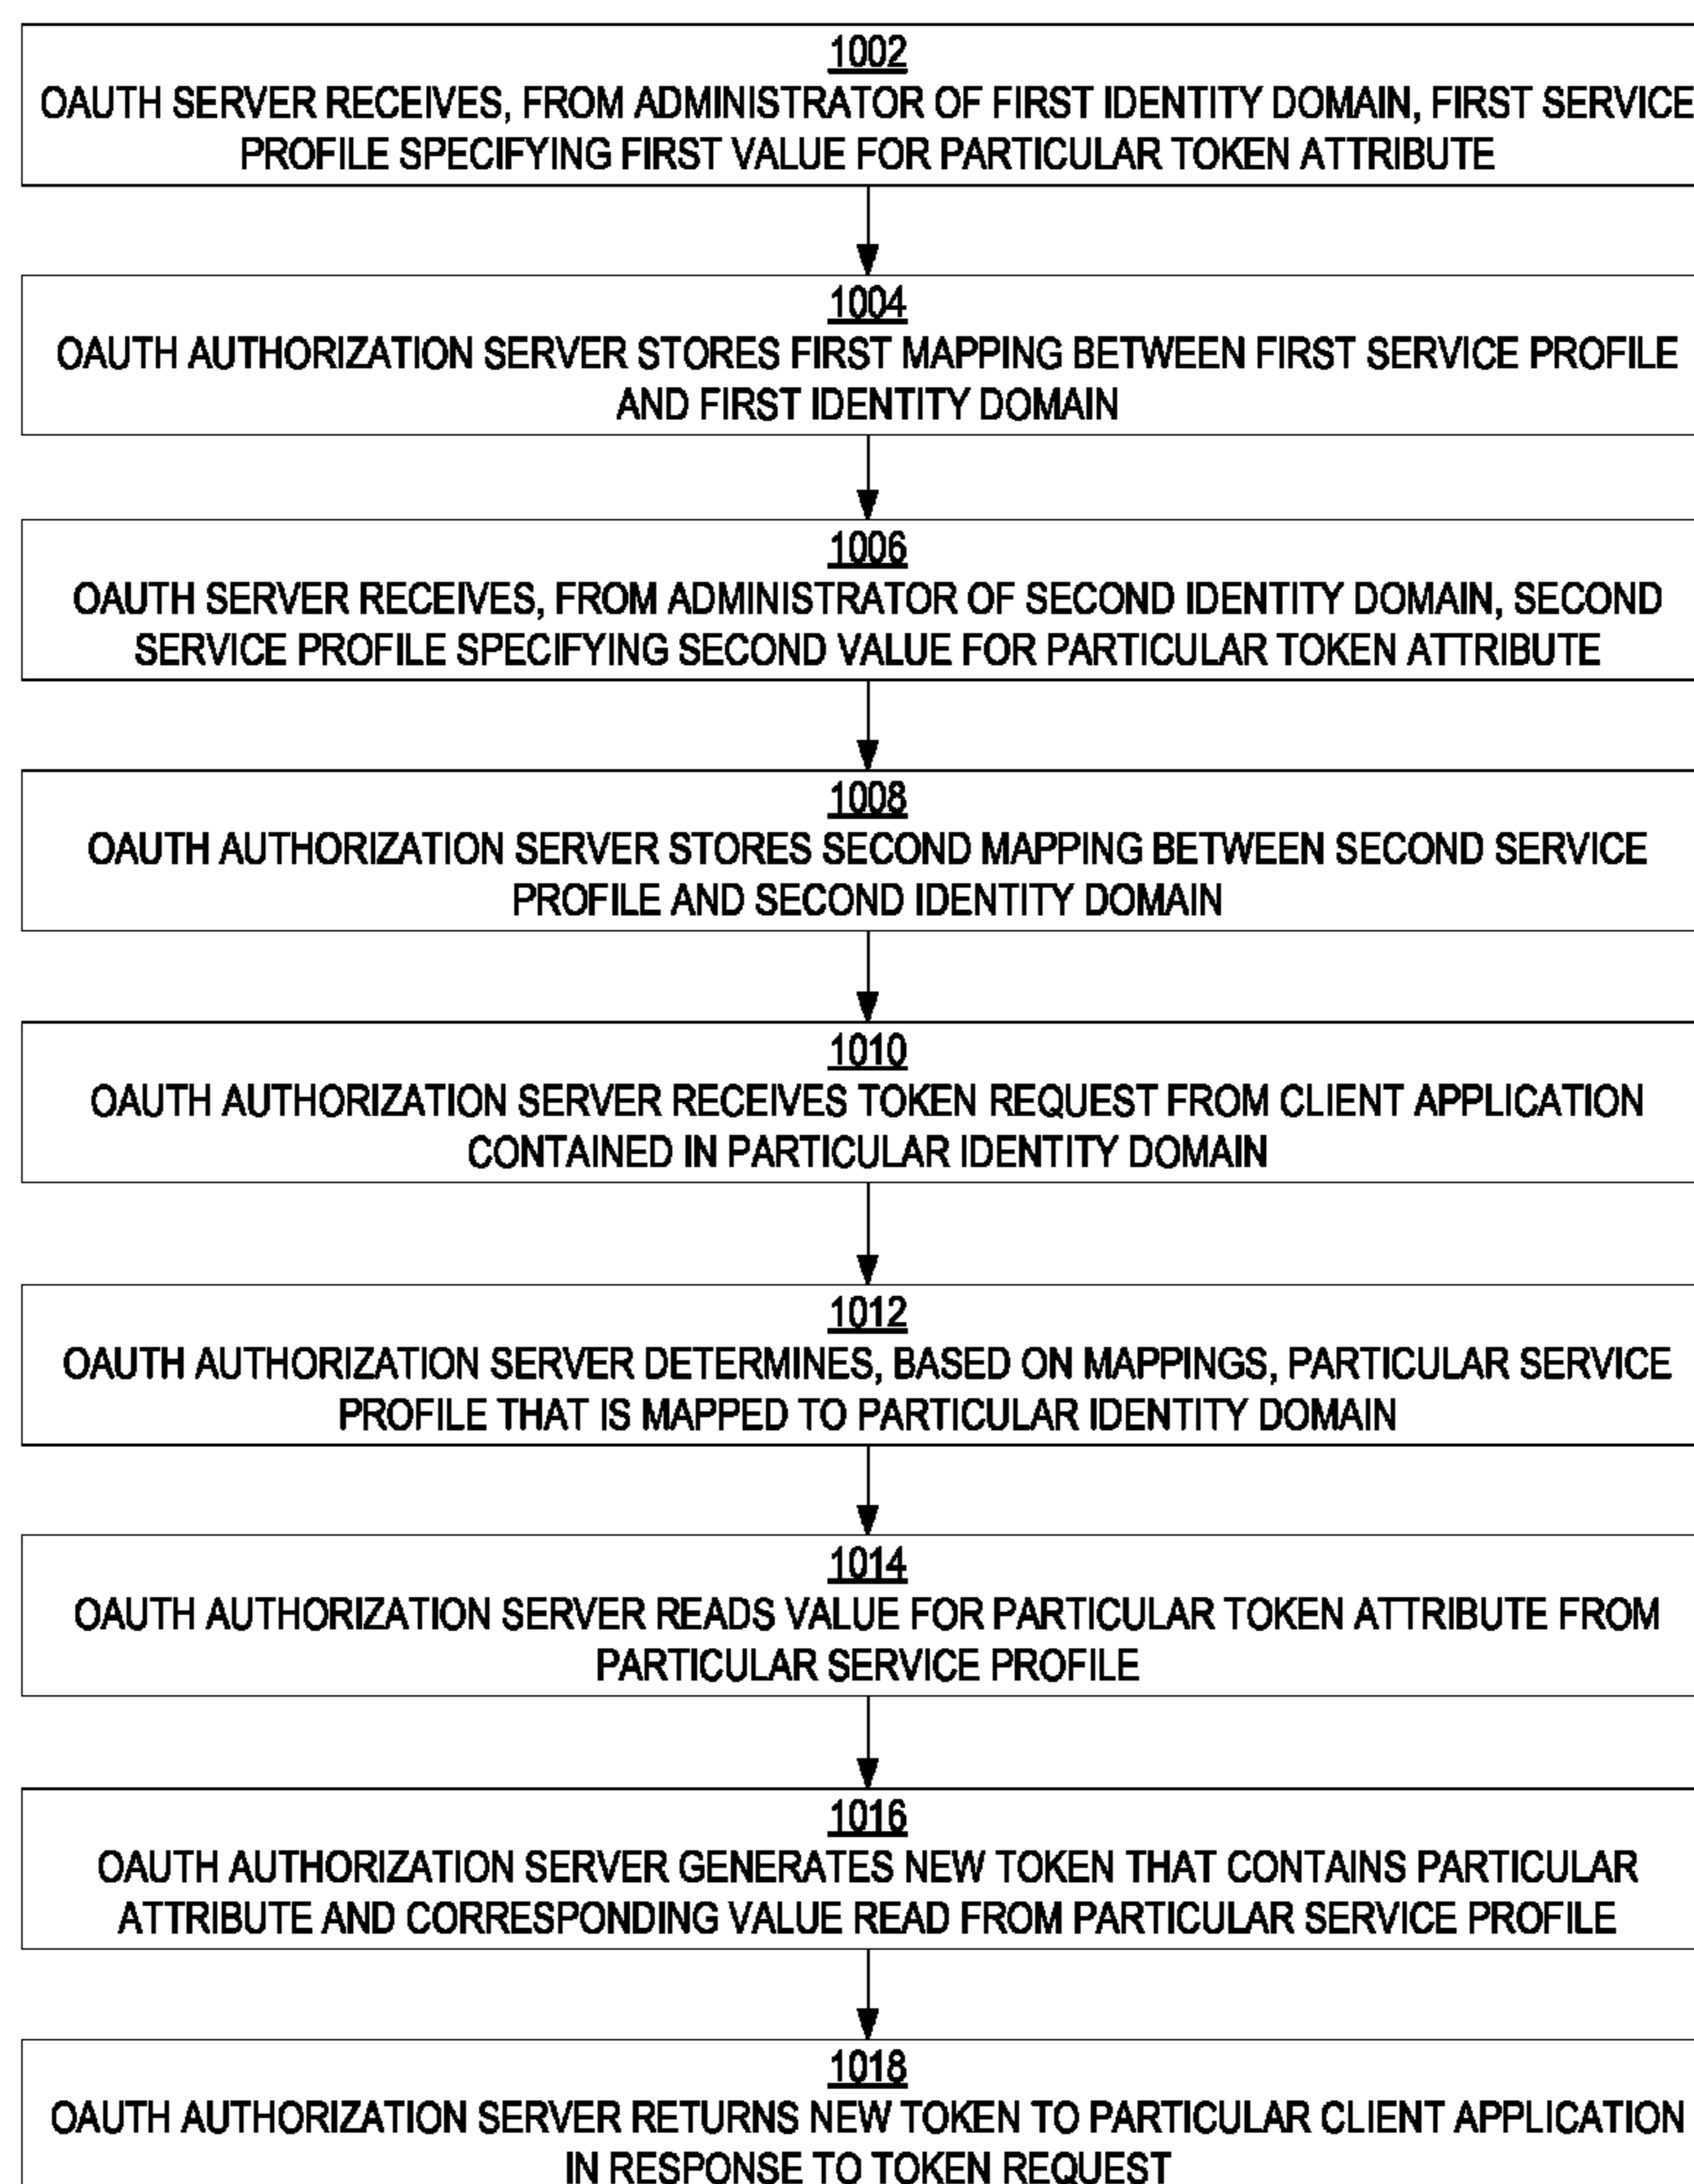 1002
OAUTH SERVER RECEIVES, FROM ADMINISTRATOR OF FIRST IDENTITY DOMAIN, FIRST SERVICE
PROFILE SPECIFYING FIRST VALUE FOR PARTICULAR TOKEN ATTRIBUTE
1004
OAUTH AUTHORIZATION SERVER STORES FIRST MAPPING BETWEEN FIRST SERVICE PROFILE
AND FIRST IDENTITY DOMAIN
1006
OAUTH SERVER RECEIVES, FROM ADMINISTRATOR OF SECOND IDENTITY DOMAIN, SECOND
SERVICE PROFILE SPECIFYING SECOND VALUE FOR PARTICULAR TOKEN ATTRIBUTE
1008
OAUTH AUTHORIZATION SERVER STORES SECOND MAPPING BETWEEN SECOND SERVICE
PROFILE AND SECOND IDENTITY DOMAIN
1010
OAUTH AUTHORIZATION SERVER RECEIVES TOKEN REQUEST FROM CLIENT APPLICATION
CONTAINED IN PARTICULAR IDENTITY DOMAIN
1012
OAUTH AUTHORIZATION SERVER DETERMINES, BASED ON MAPPINGS, PARTICULAR SERVICE
PROFILE THAT IS MAPPED TO PARTICULAR IDENTITY DOMAIN
1014
OAUTH AUTHORIZATION SERVER READS VALUE FOR PARTICULAR TOKEN ATTRIBUTE FROM
PARTICULAR SERVICE PROFILE
1016
OAUTH AUTHORIZATION SERVER GENERATES NEW TOKEN THAT CONTAINS PARTICULAR
ATTRIBUTE AND CORRESPONDING VALUE READ FROM PARTICULAR SERVICE PROFILE
1018
OAUTH AUTHORIZATION SERVER RETURNS NEW TOKEN TO PARTICULAR CLIENT APPLICATION
IN RESPONSE TO TOKEN REQUEST